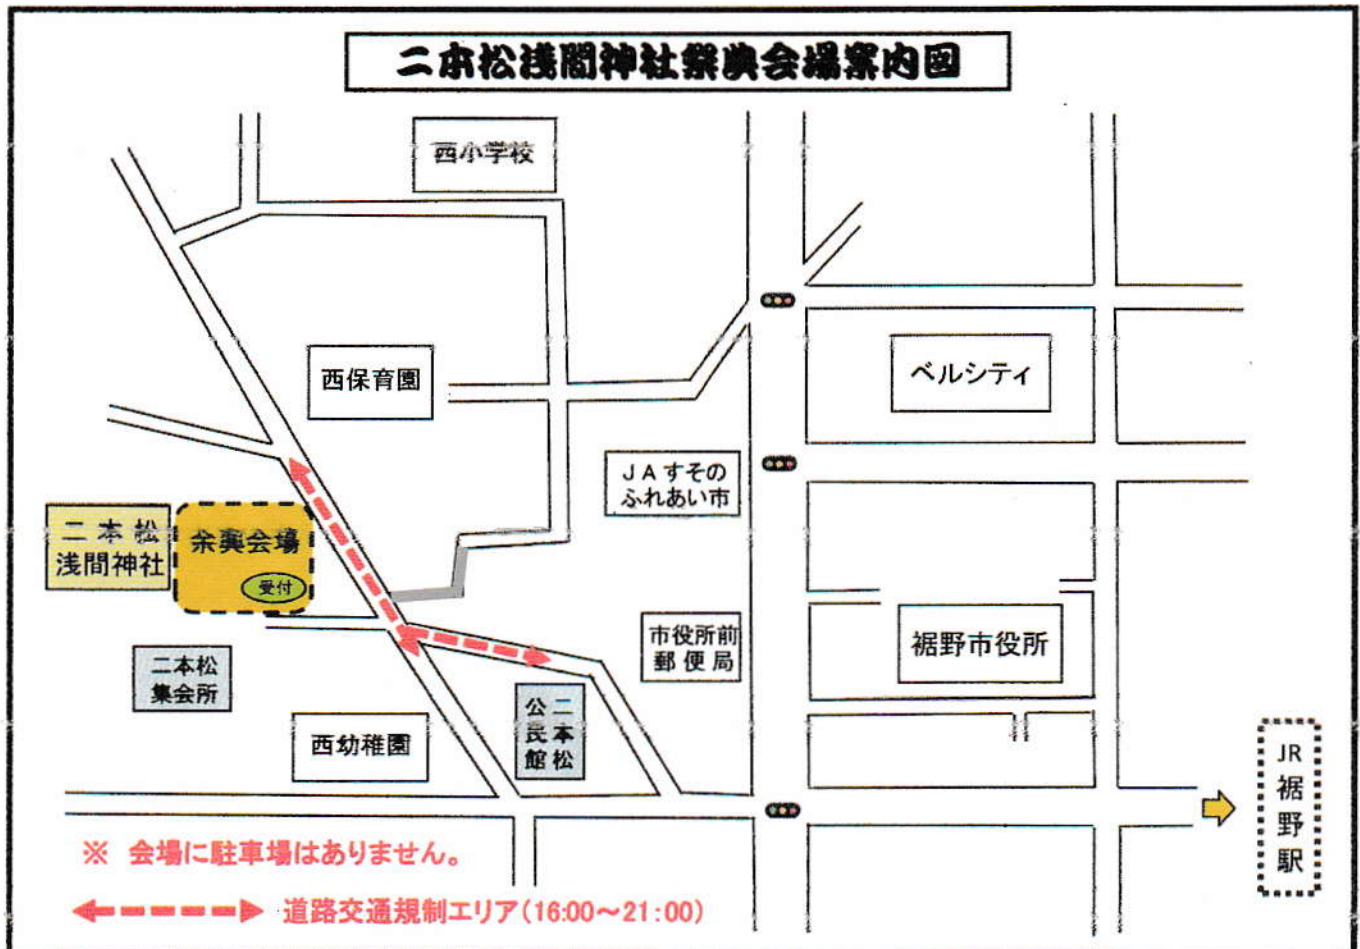 二本松浅間神社祭典会場案内図
西小学校
西保育園
ベルシティ
JAすその
ふれあい市
二本松
浅間神社
余興会場
受付
市役所前
郵便局
裾野市役所
二本松
集会所
二本松
公民館
西幼稚園
JR裾野駅
※ 会場に駐車場はありません。
道路交通規制エリア(16:00~21:00)